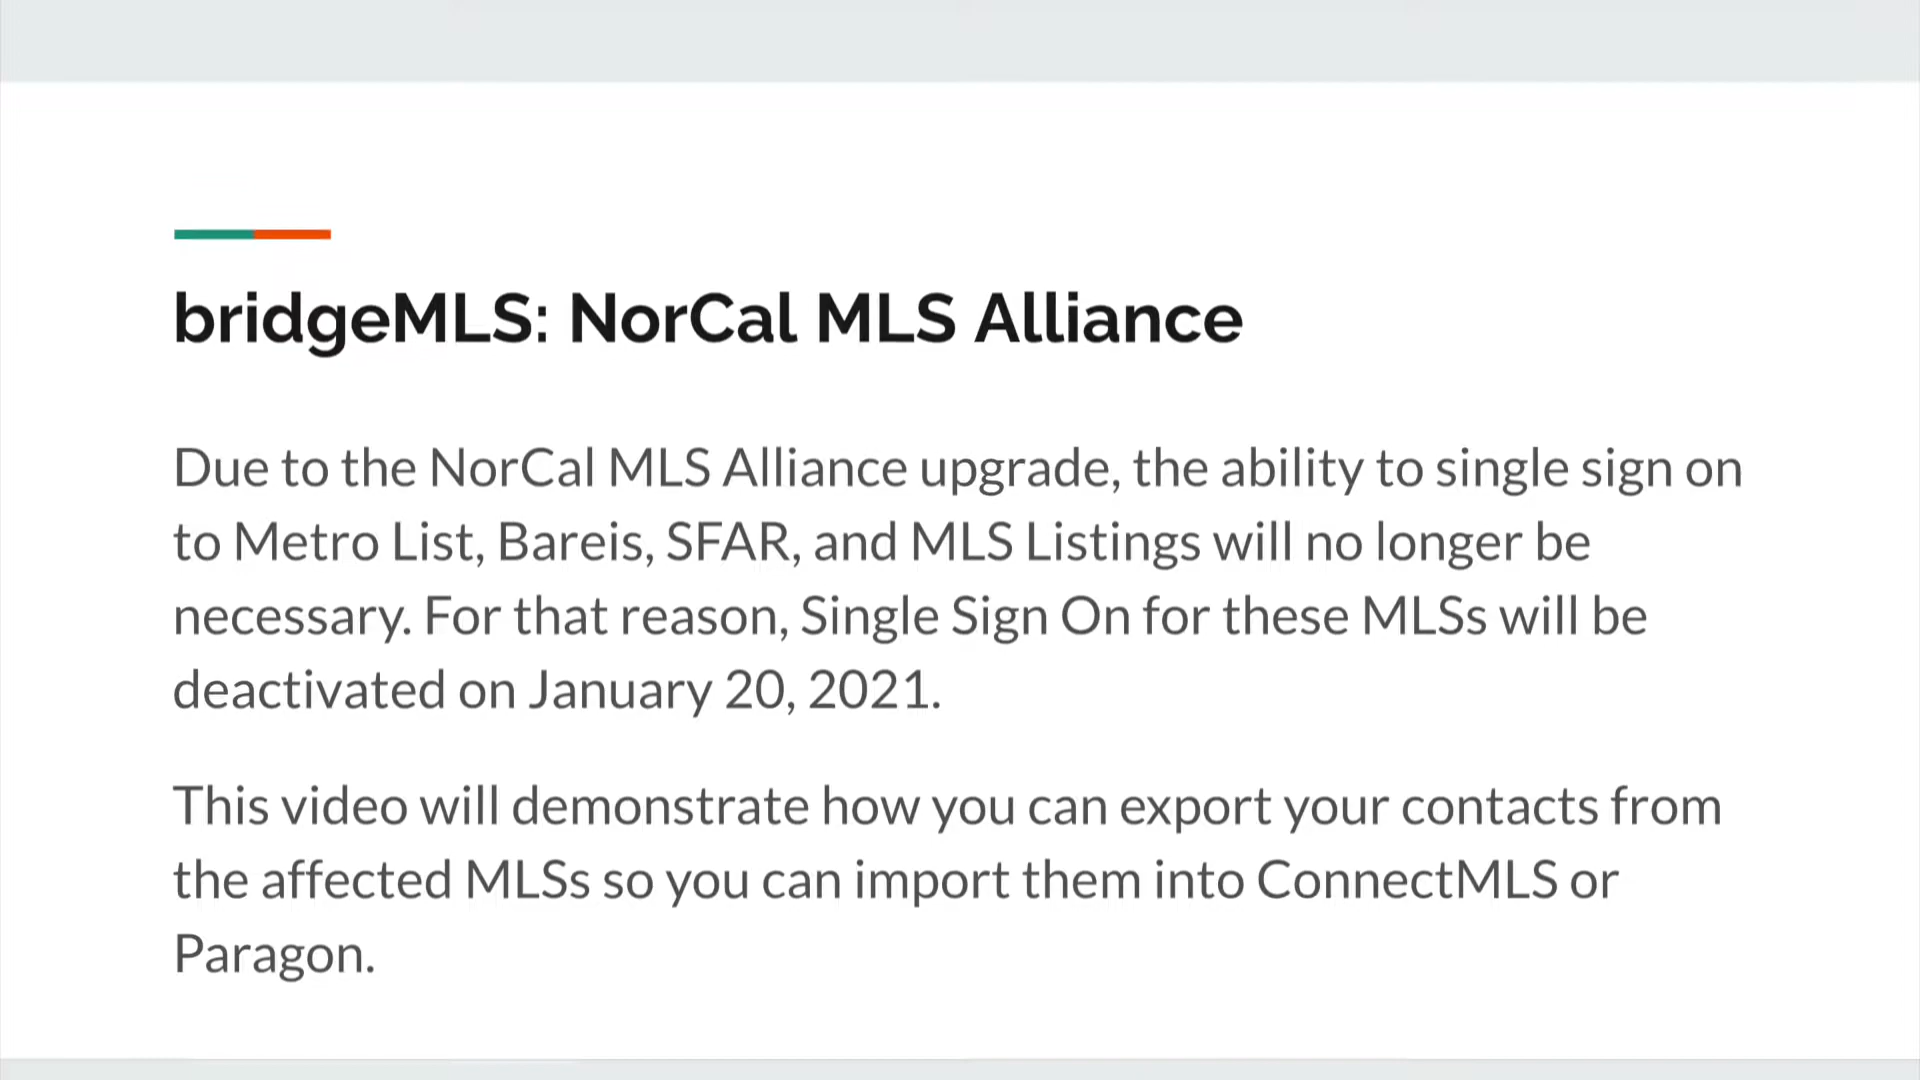 bridgeMLS: NorCal MLS Alliance
Due to the NorCal MLS Alliance upgrade, the ability to single sign on
to Metro List, Bareis, SFAR, and MLS Listings will no longer be
necessary. For that reason, Single Sign On for these MLSs will be
deactivated on January 20, 2021.
This video will demonstrate how you can export your contacts from
the affected MLSs so you can import them into ConnectMLS or
Paragon.